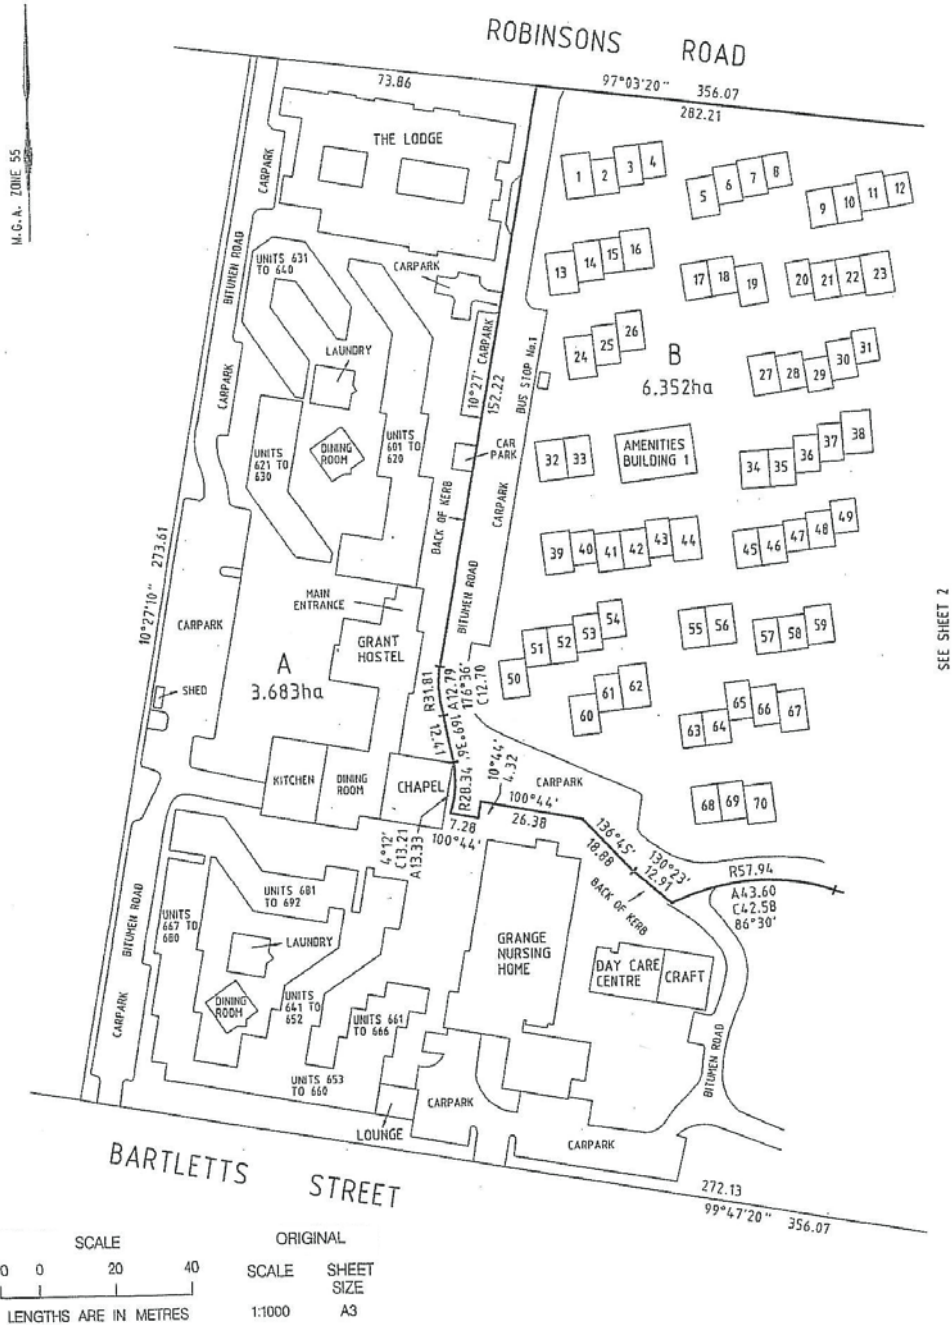 ROBINSONS ROAD
M.G.A. ZONE 55
73.86
97°03'20" 356.07
282.21
THE LODGE
CARPARK
BITUMEN ROAD
CARPARK
UNITS 631
TO 640
CARPARK
LAUNDRY
10°27' CARPARK
152.22
BUS STOP No.1
DINING
ROOM
UNITS
601 TO
620
UNITS
621 TO
630
CAR
PARK
BACK OF KERB
CARPARK
BITUMEN ROAD
1
2
3
4
5
6
7
8
9
10
11
12
13
14
15
16
17
18
19
20
21
22
23
24
25
26
B
6.352ha
27
28
29
30
31
32
33
AMENITIES
BUILDING 1
34
35
36
37
38
39
40
41
42
43
44
45
46
47
48
49
50
51
52
53
54
55
56
57
58
59
60
61
62
63
64
65
66
67
68
69
70
SEE SHEET 2
10°27'10" 273.61
CARPARK
MAIN
ENTRANCE
GRANT
HOSTEL
A
3.683ha
SHED
R31.81
A12.79
176°36'
C12.70
169°36'
12.41
KITCHEN
DINING
ROOM
CHAPEL
R28.34
10°44'
4.32
CARPARK
100°44'
26.38
7.28
100°44'
4°12'
C13.21
A13.33
136°45'
18.88
130°23'
12.91
BACK OF KERB
R57.94
A43.60
C42.58
86°30'
BITUMEN ROAD
CARPARK
UNITS 681
TO 692
UNITS
667 TO
680
LAUNDRY
DINING
ROOM
UNITS
641 TO
652
UNITS 661
TO 666
UNITS 653
TO 660
GRANGE
NURSING
HOME
DAY CARE
CENTRE
CRAFT
BITUMEN ROAD
CARPARK
LOUNGE
CARPARK
BARTLETTS STREET
272.13
99°47'20" 356.07
SCALE
0 0 20 40
LENGTHS ARE IN METRES
ORIGINAL
SCALE SHEET
SIZE
1:1000 A3